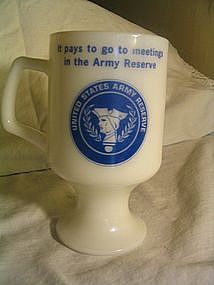 It pays to go to meetings
in the Army Reserve
UNITED STATES ARMY RESERVE